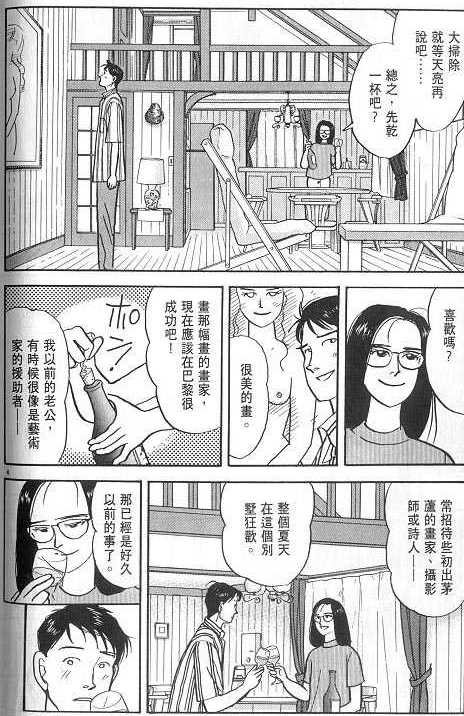 大掃除
就等天亮再
說吧⋯⋯
總之，先乾
一杯吧？
喜歡嗎？
很美的畫。
畫那幅畫的畫家，
現在應該在巴黎很
成功吧！
我以前的老公，
有時候很像是藝術
家的援助者——
常招待些初出茅
蘆的畫家、攝影
師或詩人——
整個夏天
在這個別
墅狂歡。
那已經是好久
以前的事了。